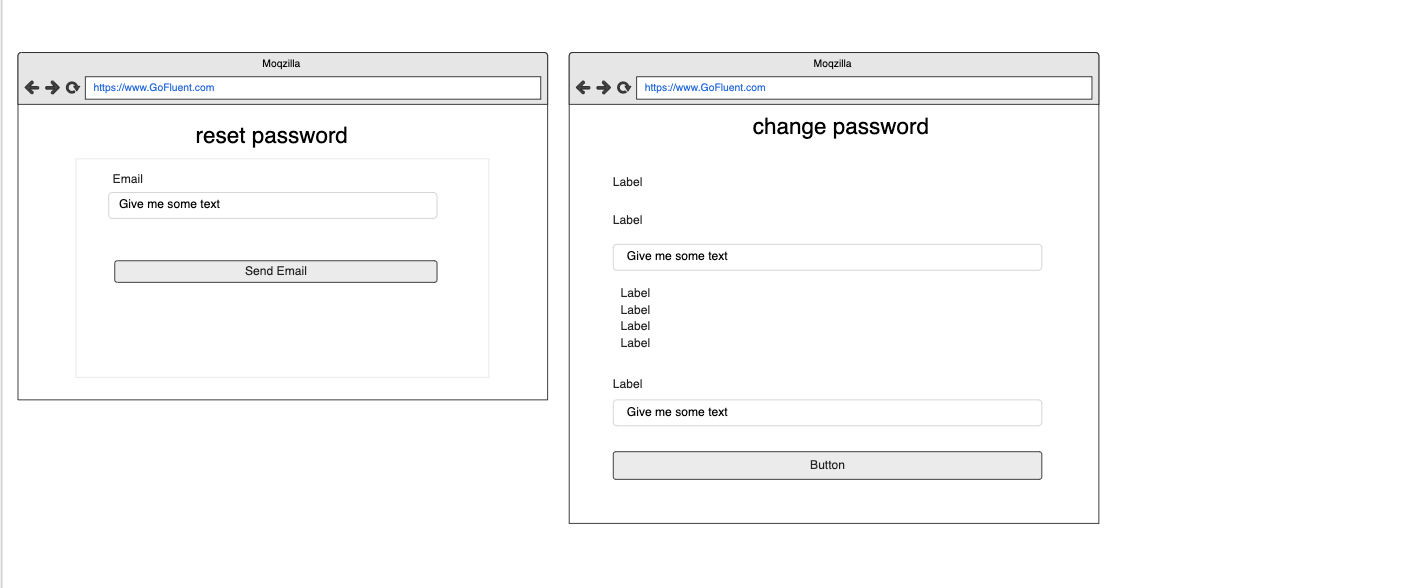 Moqzilla
https://www.GoFluent.com
reset password
Email
Give me some text
Send Email
Moqzilla
https://www.GoFluent.com
change password
Label
Label
Give me some text
Label
Label
Label
Label
Label
Give me some text
Button